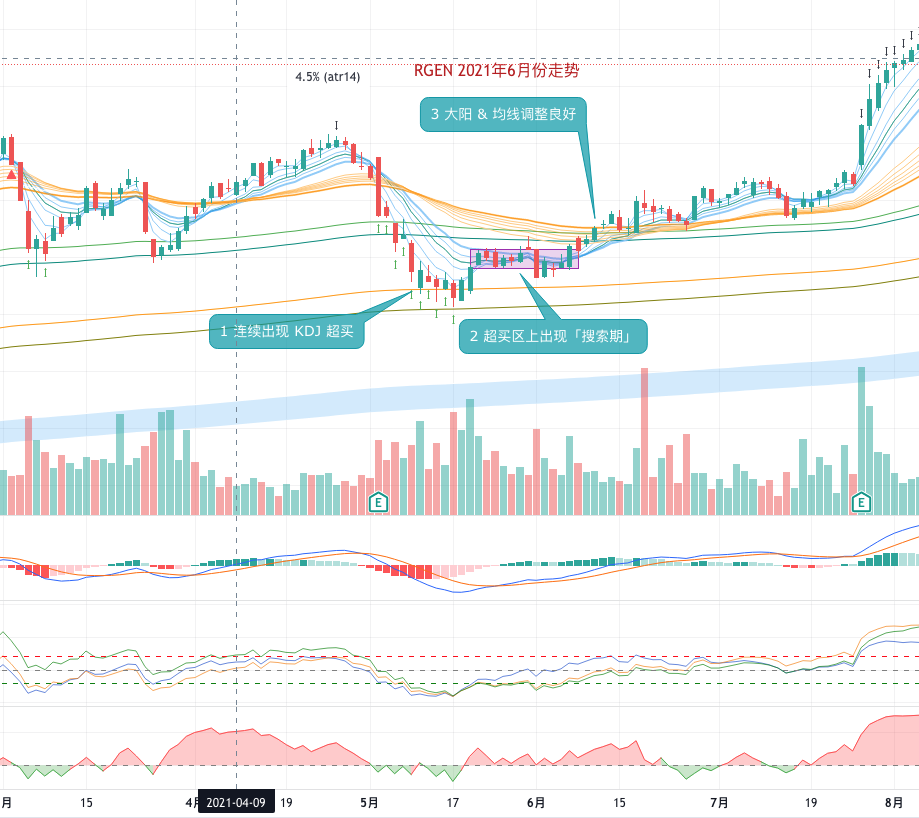 RGEN 2021年6月份走势
4.5% (atr14)
3 大阳 & 均线调整良好
1 连续出现 KDJ 超买
2 超买区上出现「搜索期」
E
E
月
15
4月
2021-04-09
19
5月
17
6月
15
7月
19
8月